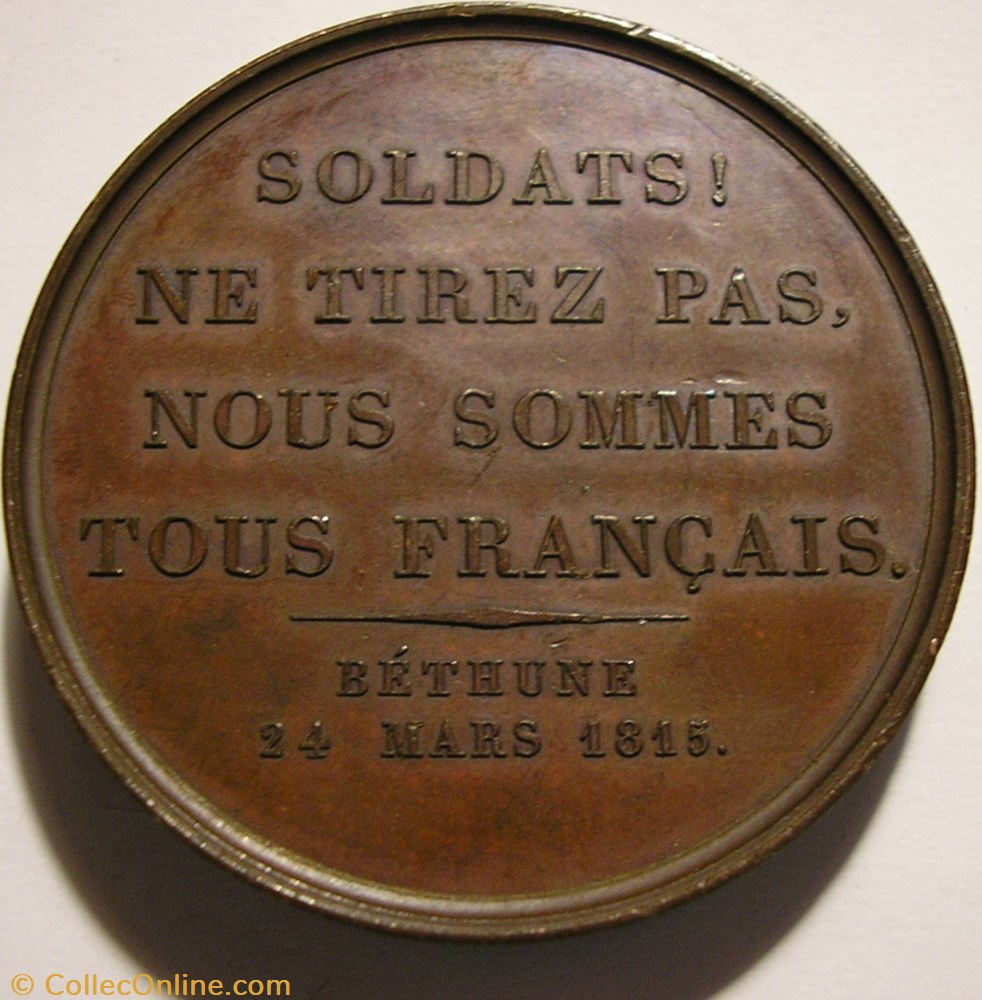 SOLDATS!
NE TIREZ PAS,
NOUS SOMMES
TOUS FRANÇAIS.
BÉTHUNE
24 MARS 1815.
© CollecOnline.com